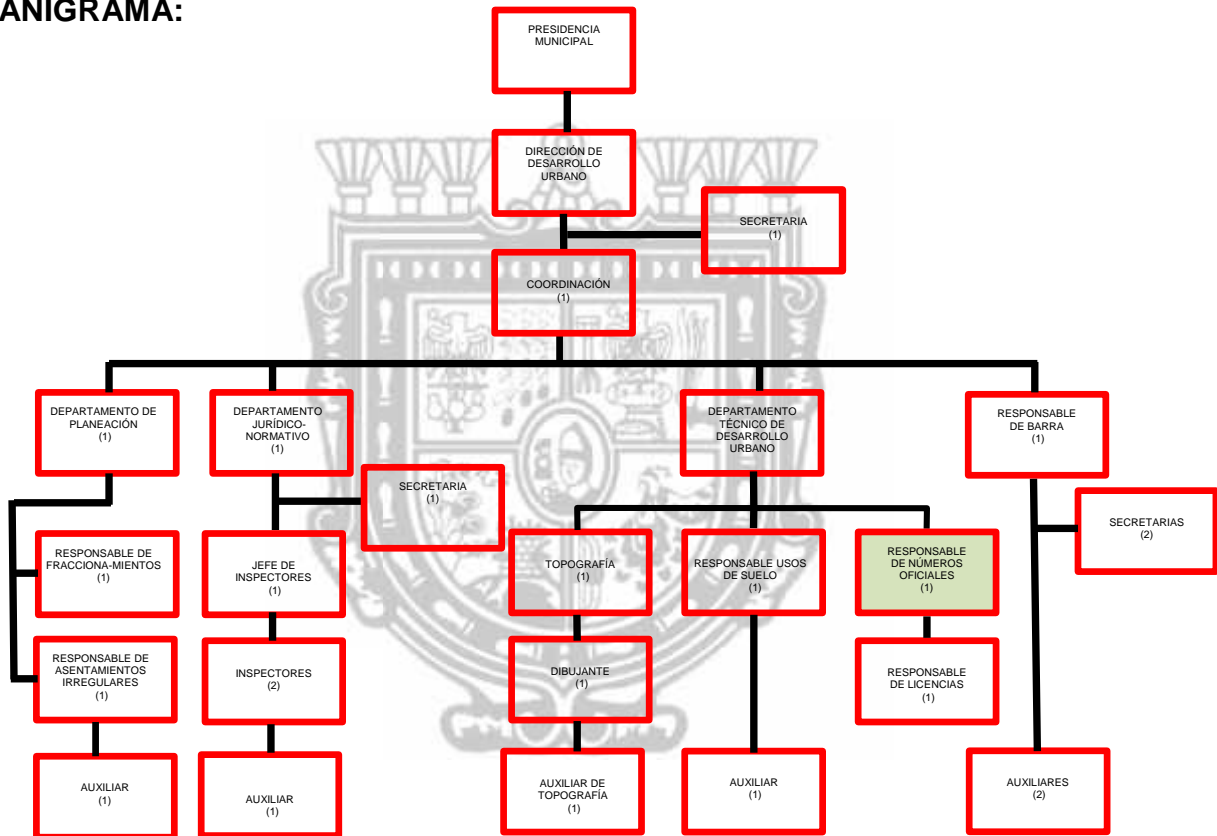 ANIGRAMA:
PRESIDENCIA
MUNICIPAL
DIRECCIÓN DE
DESARROLLO
URBANO
SECRETARIA
(1)
COORDINACIÓN
(1)
DEPARTAMENTO DE
PLANEACIÓN
(1)
DEPARTAMENTO
JURÍDICO-
NORMATIVO
(1)
DEPARTAMENTO
TÉCNICO DE
DESARROLLO
URBANO
RESPONSABLE
DE BARRA
(1)
SECRETARIA
(1)
SECRETARIAS
(2)
RESPONSABLE DE
FRACCIONA-MIENTOS
(1)
JEFE DE
INSPECTORES
(1)
TOPOGRAFÍA
(1)
RESPONSABLE USOS
DE SUELO
(1)
RESPONSABLE
DE NÚMEROS
OFICIALES
(1)
RESPONSABLE DE
ASENTAMIENTOS
IRREGULARES
(1)
INSPECTORES
(2)
DIBUJANTE
(1)
RESPONSABLE
DE LICENCIAS
(1)
AUXILIAR
(1)
AUXILIAR
(1)
AUXILIAR DE
TOPOGRAFÍA
(1)
AUXILIAR
(1)
AUXILIARES
(2)